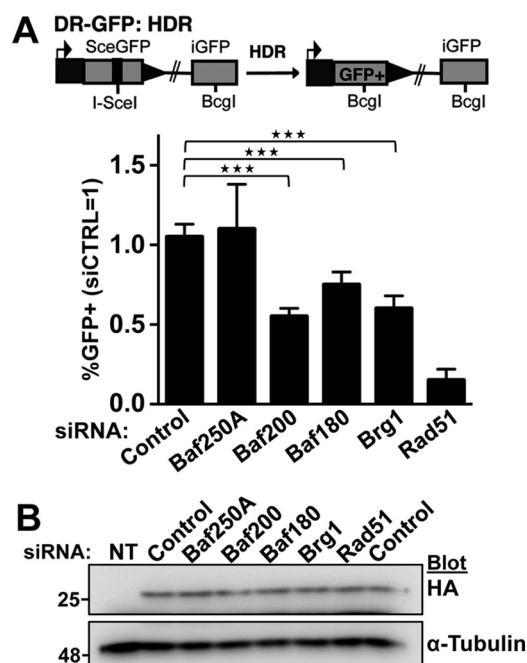 A
DR-GFP: HDR
SceGFP iGFP HDR iGFP
GFP+
I-SceI BcgI BcgI BcgI
★★★
★★★
★★★
%GFP+ (siCTRL=1)
1.5
1.0
0.5
0.0
siRNA: Control Baf250A Baf200 Baf180 Brg1 Rad51
B
siRNA: NT Control Baf250A Baf200 Baf180 Brg1 Rad51 Control
Blot
25 HA
48 α-Tubulin